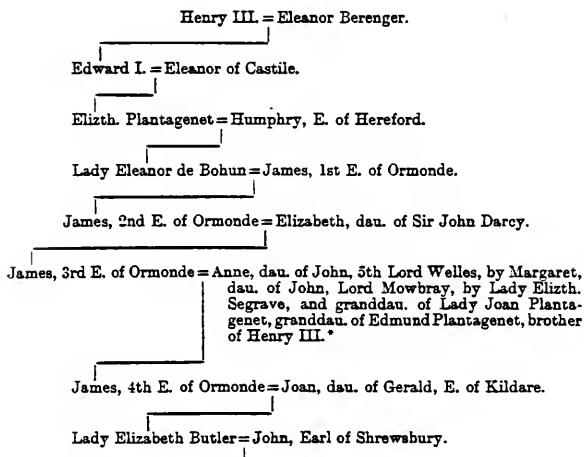 Henry III. = Eleanor Berenger.
Edward I. = Eleanor of Castile.
Elizth. Plantagenet = Humphry, E. of Hereford.
Lady Eleanor de Bohun = James, 1st E. of Ormonde.
James, 2nd E. of Ormonde = Elizabeth, dau. of Sir John Darcy.
James, 3rd E. of Ormonde = Anne, dau. of John, 5th Lord Welles, by Margaret,
dau. of John, Lord Mowbray, by Lady Elizth.
Segrave, and granddau. of Lady Joan Planta-
genet, granddau. of Edmund Plantagenet, brother
of Henry III.*
James, 4th E. of Ormonde = Joan, dau. of Gerald, E. of Kildare.
Lady Elizabeth Butler = John, Earl of Shrewsbury.